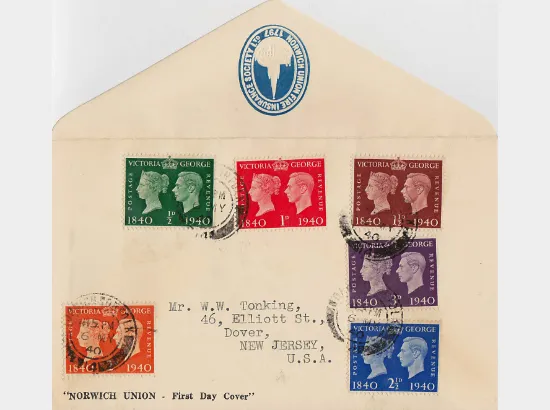 NORWICH UNION FIRE INSURANCE SOCIETY LTD
1797
VICTORIA GEORGE
POSTAGE REVENUE
1840 ½D 1940
VICTORIA GEORGE
POSTAGE REVENUE
1840 1D 1940
VICTORIA & GEORGE
POSTAGE REVENUE
1840 1½D 1940
VICTORIA & GEORGE
POSTAGE REVENUE
3D 1940
VICTORIA GEORGE
REVENUE
1840 1940
VICTORIA & GEORGE
POSTAGE REVENUE
1840 2½D 1940
Mr. W.W. Tonking,
46, Elliott St.,
Dover,
NEW JERSEY,
U.S.A.
"NORWICH UNION - First Day Cover"